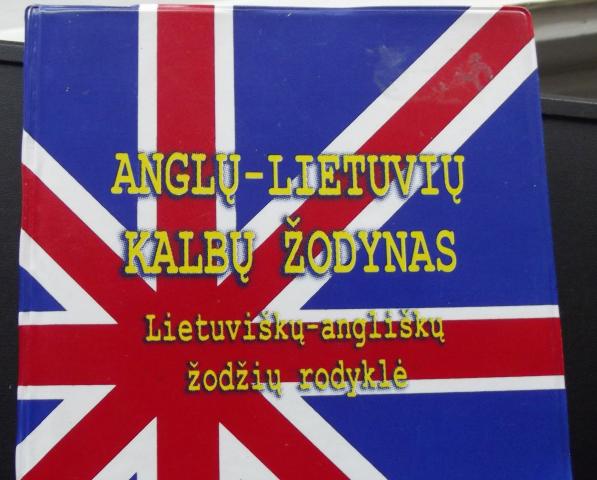 ANGLŲ-LIETUVIŲ
KALBŲ ŽODYNAS
Lietuviškų-angliškų
žodžių rodyklė